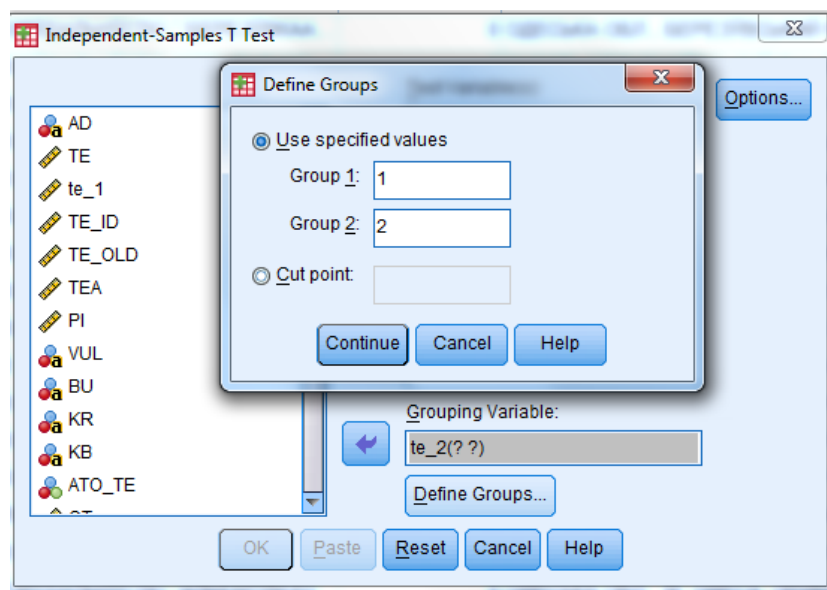 Independent-Samples T Test
Define Groups
Options...
AD
TE
te_1
TE_ID
TE_OLD
TEA
PI
VUL
BU
KR
KB
ATO_TE
Use specified values
Group 1: 1
Group 2: 2
Cut point:
Continue Cancel Help
Grouping Variable:
te_2(? ?)
Define Groups...
OK Paste Reset Cancel Help